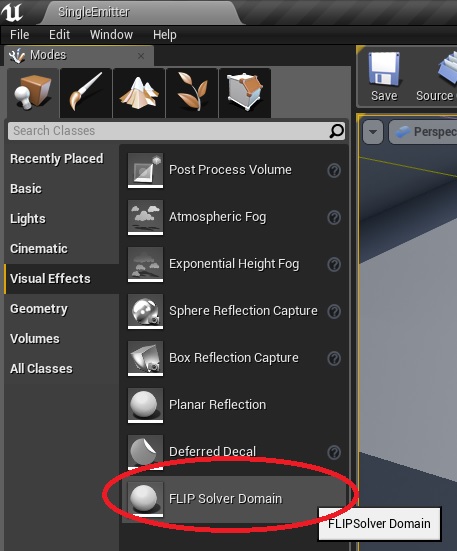 SingleEmitter
File Edit Window Help
Modes
Save Source
Search Classes
Perspec
Recently Placed
Basic
Lights
Cinematic
Visual Effects
Geometry
Volumes
All Classes
Post Process Volume
Atmospheric Fog
Exponential Height Fog
Sphere Reflection Capture
Box Reflection Capture
Planar Reflection
Deferred Decal
FLIP Solver Domain
FLIPSolver Domain